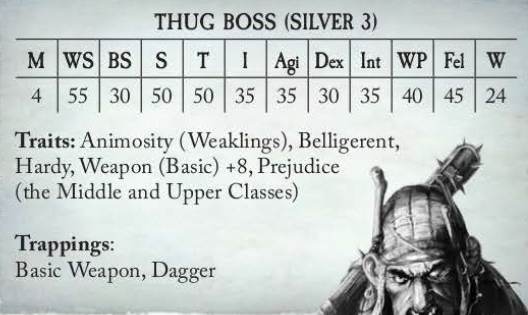 THUG BOSS (SILVER 3)
M WS BS S T I Agi Dex Int WP Fel W
4 55 30 50 50 35 35 30 35 40 45 24
Traits: Animosity (Weaklings), Belligerent,
Hardy, Weapon (Basic) +8, Prejudice
(the Middle and Upper Classes)
Trappings:
Basic Weapon, Dagger